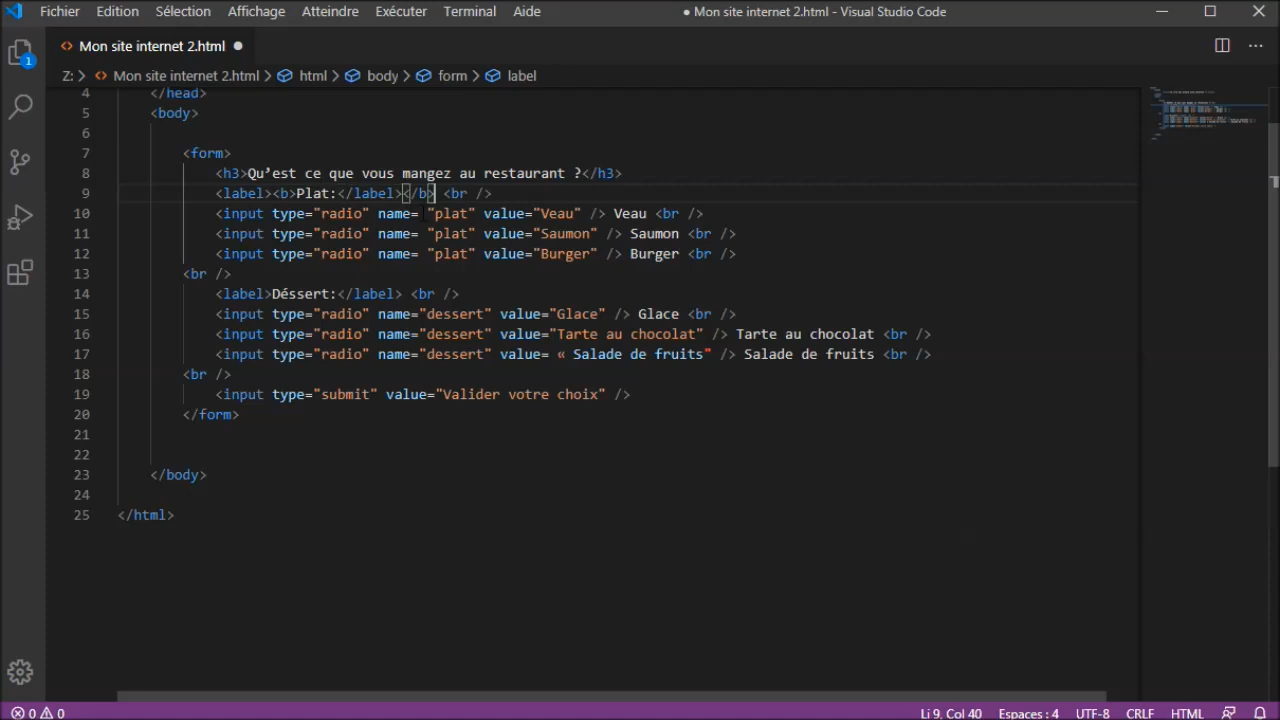 Fichier Edition Sélection Affichage Atteindre Exécuter Terminal Aide ● Mon site internet 2.html - Visual Studio Code
<> Mon site internet 2.html ●
Z: > <> Mon site internet 2.html > html > body > form > label
1
4 </head>
5 <body>
6
7 <form>
8 <h3>Qu’est ce que vous mangez au restaurant ?</h3>
9 <label><b>Plat:</label></b> <br />
10 <input type="radio" name= "plat" value="Veau" /> Veau <br />
11 <input type="radio" name= "plat" value="Saumon" /> Saumon <br />
12 <input type="radio" name= "plat" value="Burger" /> Burger <br />
13 <br />
14 <label>Déssert:</label> <br />
15 <input type="radio" name="dessert" value="Glace" /> Glace <br />
16 <input type="radio" name="dessert" value="Tarte au chocolat" /> Tarte au chocolat <br />
17 <input type="radio" name="dessert" value= « Salade de fruits" /> Salade de fruits <br />
18 <br />
19 <input type="submit" value="Valider votre choix" />
20 </form>
21
22
23 </body>
24
25 </html>
0 0 Li 9, Col 40 Espaces : 4 UTF-8 CRLF HTML